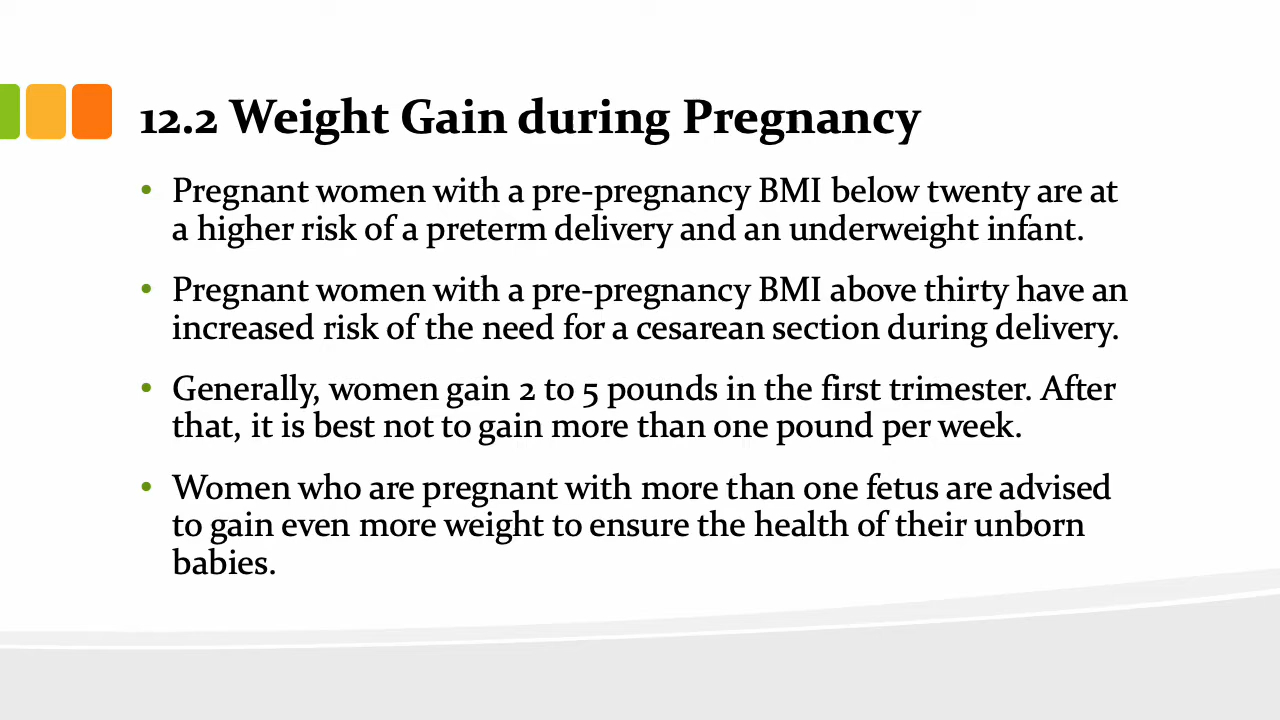 12.2 Weight Gain during Pregnancy
• Pregnant women with a pre-pregnancy BMI below twenty are at
a higher risk of a preterm delivery and an underweight infant.
• Pregnant women with a pre-pregnancy BMI above thirty have an
increased risk of the need for a cesarean section during delivery.
• Generally, women gain 2 to 5 pounds in the first trimester. After
that, it is best not to gain more than one pound per week.
• Women who are pregnant with more than one fetus are advised
to gain even more weight to ensure the health of their unborn
babies.